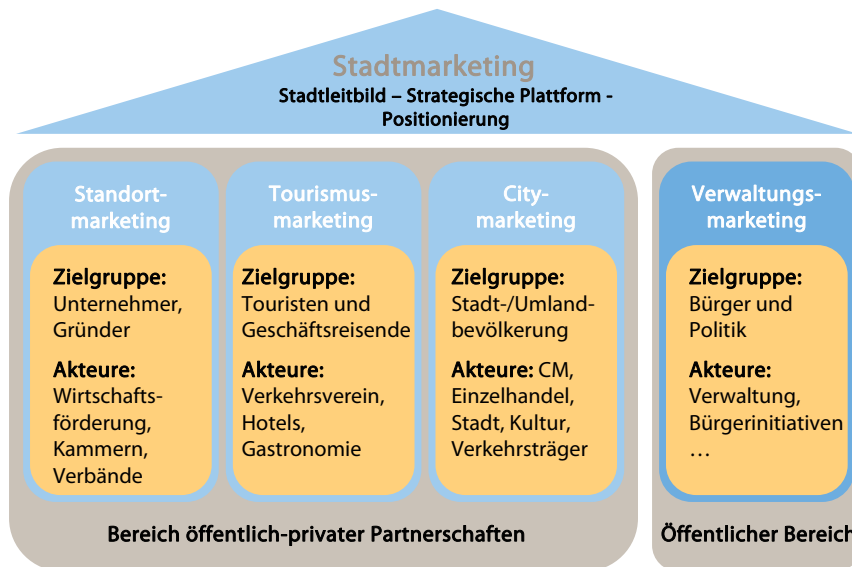 Stadtmarketing
Stadtleitbild – Strategische Plattform -
Positionierung
Standort-
marketing
Zielgruppe:
Unternehmer,
Gründer
Akteure:
Wirtschafts-
förderung,
Kammern,
Verbände
Tourismus-
marketing
Zielgruppe:
Touristen und
Geschäftsreisende
Akteure:
Verkehrsverein,
Hotels,
Gastronomie
City-
marketing
Zielgruppe:
Stadt-/Umland-
bevölkerung
Akteure: CM,
Einzelhandel,
Stadt, Kultur,
Verkehrsträger
Bereich öffentlich-privater Partnerschaften
Verwaltungs-
marketing
Zielgruppe:
Bürger und
Politik
Akteure:
Verwaltung,
Bürgerinitiativen
…
Öffentlicher Bereich